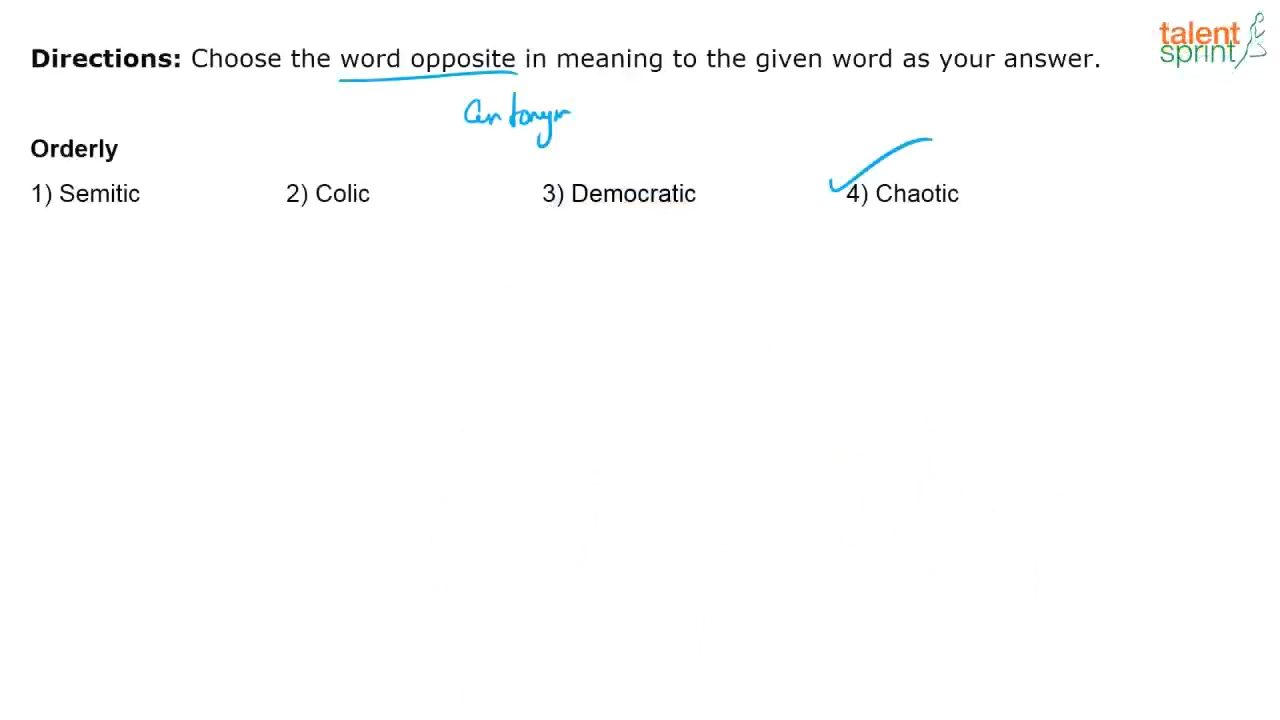 talent
sprint
Directions: Choose the word opposite in meaning to the given word as your answer.
antonym
Orderly
1) Semitic 2) Colic 3) Democratic 4) Chaotic